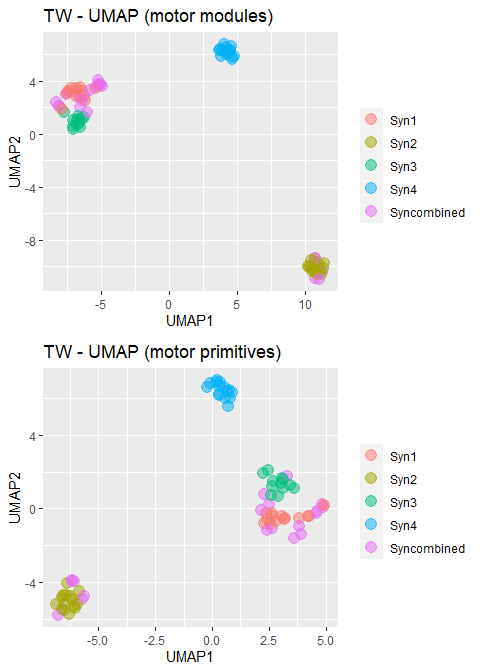 TW - UMAP (motor modules)
UMAP2
4
0
-4
-8
-5
0
5
10
UMAP1
Syn1
Syn2
Syn3
Syn4
Syncombined
TW - UMAP (motor primitives)
UMAP2
4
0
-4
-5.0
-2.5
0.0
2.5
5.0
UMAP1
Syn1
Syn2
Syn3
Syn4
Syncombined